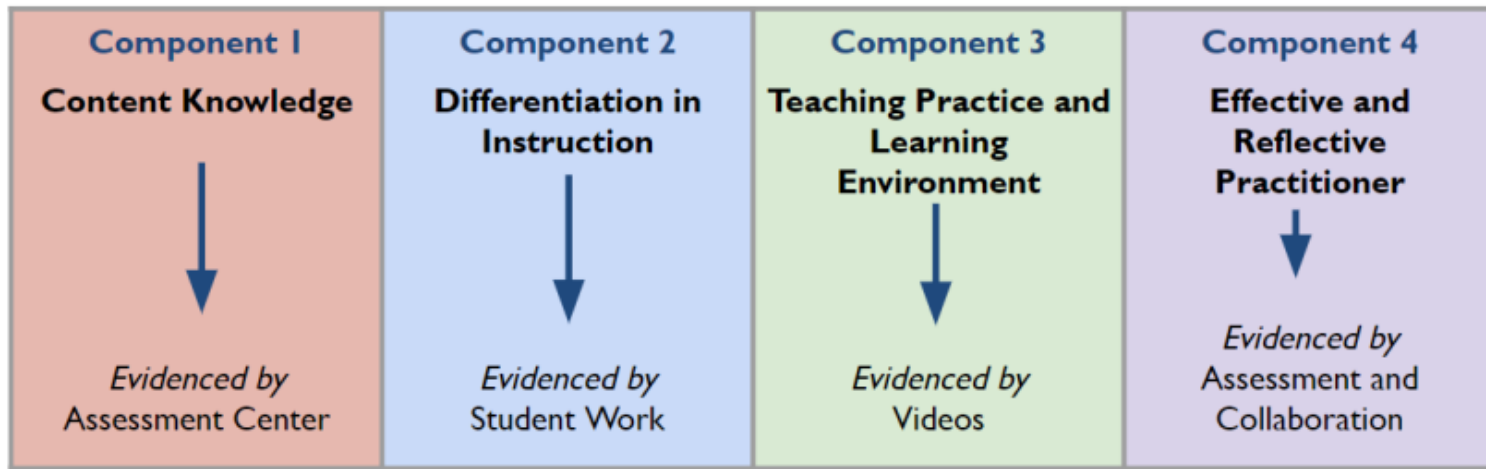 Component 1
Content Knowledge
Evidenced by
Assessment Center
Component 2
Differentiation in
Instruction
Evidenced by
Student Work
Component 3
Teaching Practice and
Learning
Environment
Evidenced by
Videos
Component 4
Effective and
Reflective
Practitioner
Evidenced by
Assessment and
Collaboration